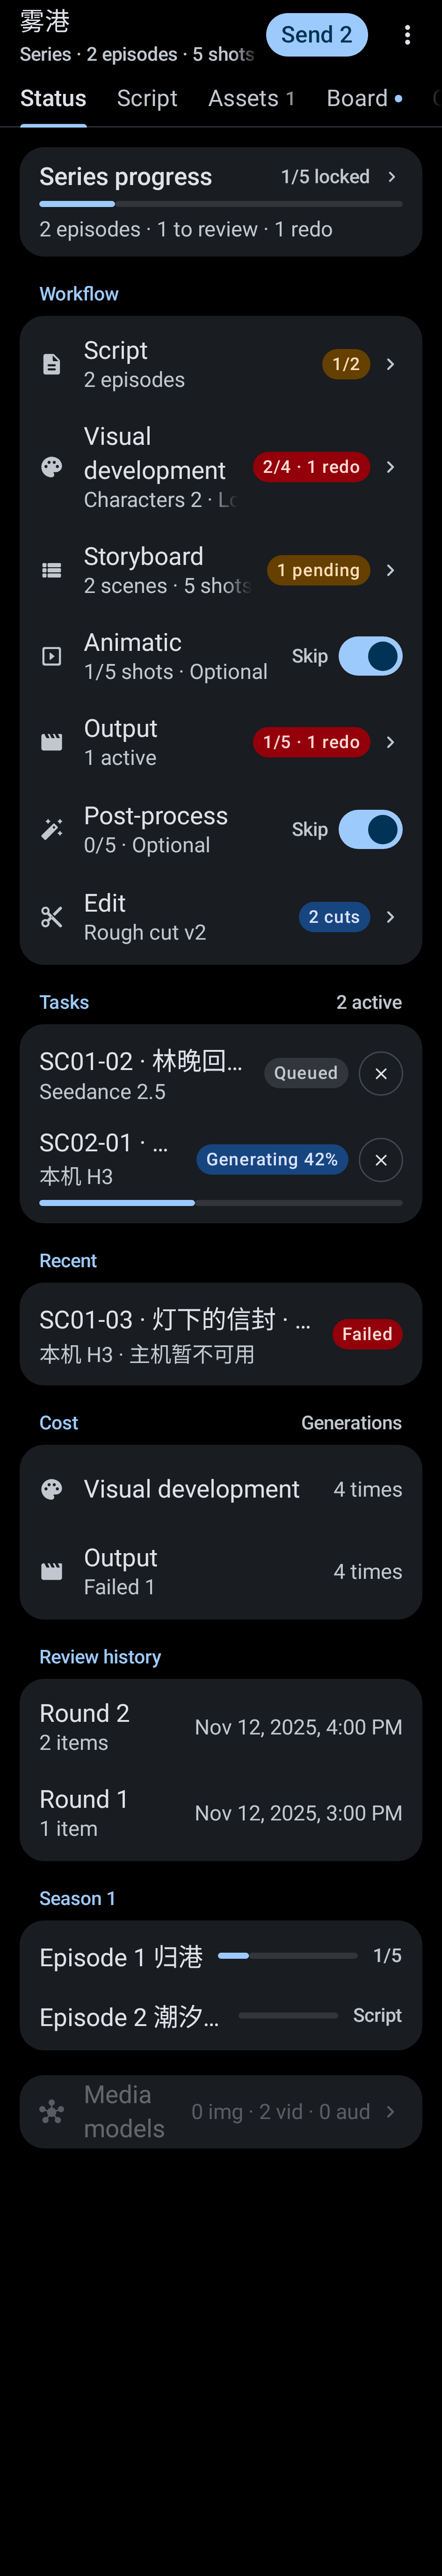 雾港
Send 2
Series · 2 episodes · 5 shots
Status
Script
Assets 1
Board
Series progress
1/5 locked
2 episodes · 1 to review · 1 redo
Workflow
Script
2 episodes
1/2
Visual
development
Characters 2 · Lo
2/4 · 1 redo
Storyboard
2 scenes · 5 shots
1 pending
Animatic
1/5 shots · Optional
Skip
Output
1 active
1/5 · 1 redo
Post-process
0/5 · Optional
Skip
Edit
Rough cut v2
2 cuts
Tasks
2 active
SC01-02 · 林晚回…
Seedance 2.5
Queued
SC02-01 · …
本机 H3
Generating 42%
Recent
SC01-03 · 灯下的信封 · …
本机 H3 · 主机暂不可用
Failed
Cost
Generations
Visual development
4 times
Output
Failed 1
4 times
Review history
Round 2
2 items
Nov 12, 2025, 4:00 PM
Round 1
1 item
Nov 12, 2025, 3:00 PM
Season 1
Episode 1 归港
1/5
Episode 2 潮汐…
Script
Media
models
0 img · 2 vid · 0 aud